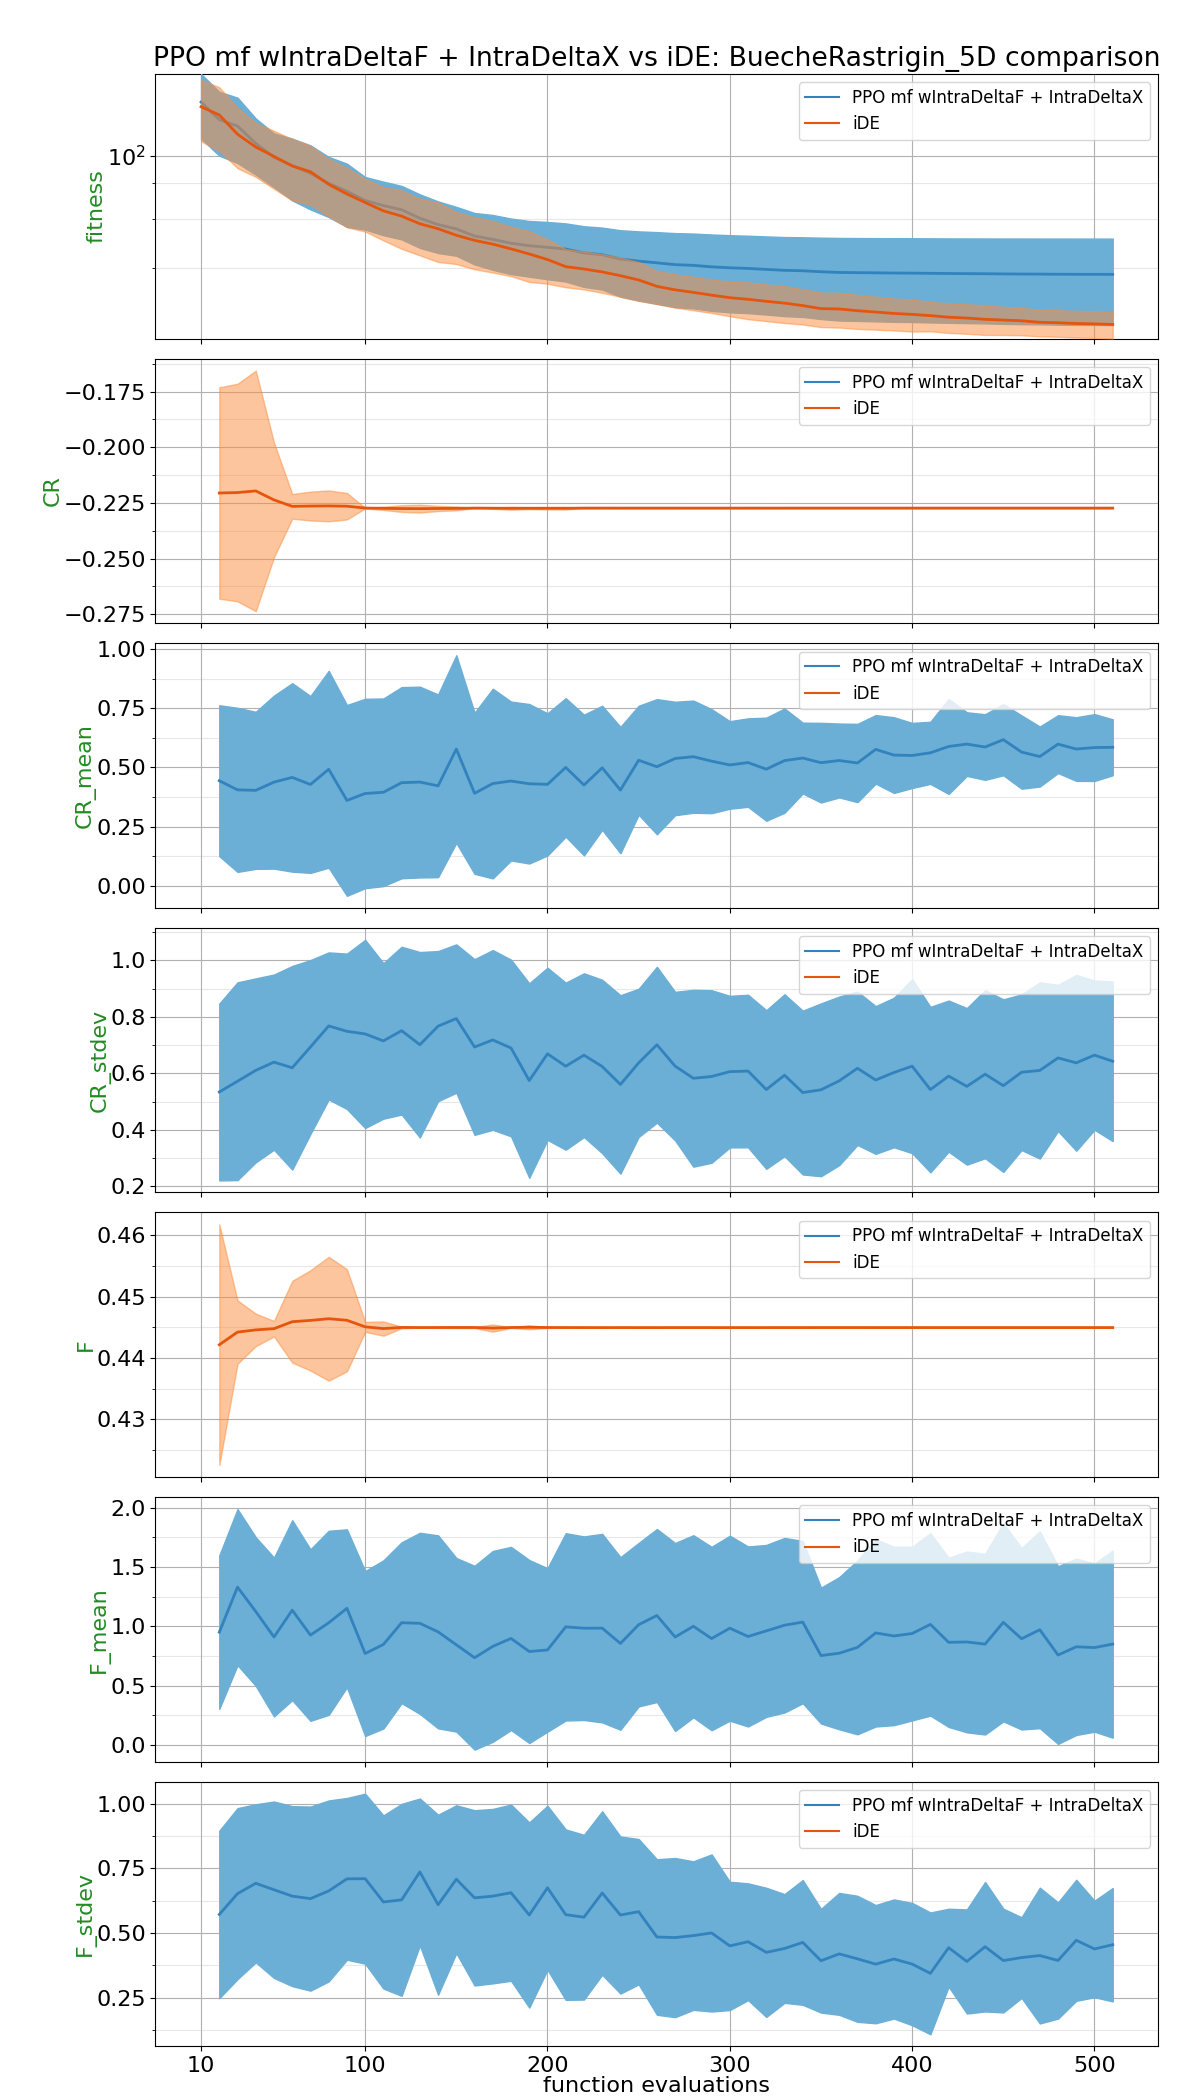 PPO mf wIntraDeltaF + IntraDeltaX vs iDE: BuecheRastrigin_5D comparison
PPO mf wIntraDeltaF + IntraDeltaX
iDE
10²
fitness
PPO mf wIntraDeltaF + IntraDeltaX
iDE
−0.175
−0.200
−0.225
−0.250
−0.275
CR
PPO mf wIntraDeltaF + IntraDeltaX
iDE
1.00
0.75
0.50
0.25
0.00
CR_mean
PPO mf wIntraDeltaF + IntraDeltaX
iDE
1.0
0.8
0.6
0.4
0.2
CR_stdev
PPO mf wIntraDeltaF + IntraDeltaX
iDE
0.46
0.45
0.44
0.43
F
PPO mf wIntraDeltaF + IntraDeltaX
iDE
2.0
1.5
1.0
0.5
0.0
F_mean
PPO mf wIntraDeltaF + IntraDeltaX
iDE
1.00
0.75
0.50
0.25
F_stdev
10 100 200 300 400 500
function evaluations